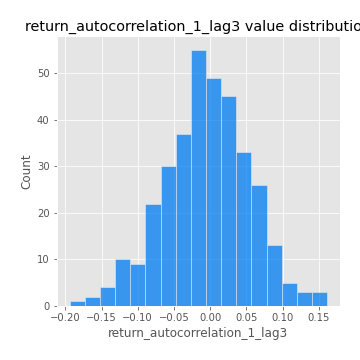 return_autocorrelation_1_lag3 value distributio
Count
50
40
30
20
10
0
−0.20 −0.15 −0.10 −0.05 0.00 0.05 0.10 0.15
return_autocorrelation_1_lag3